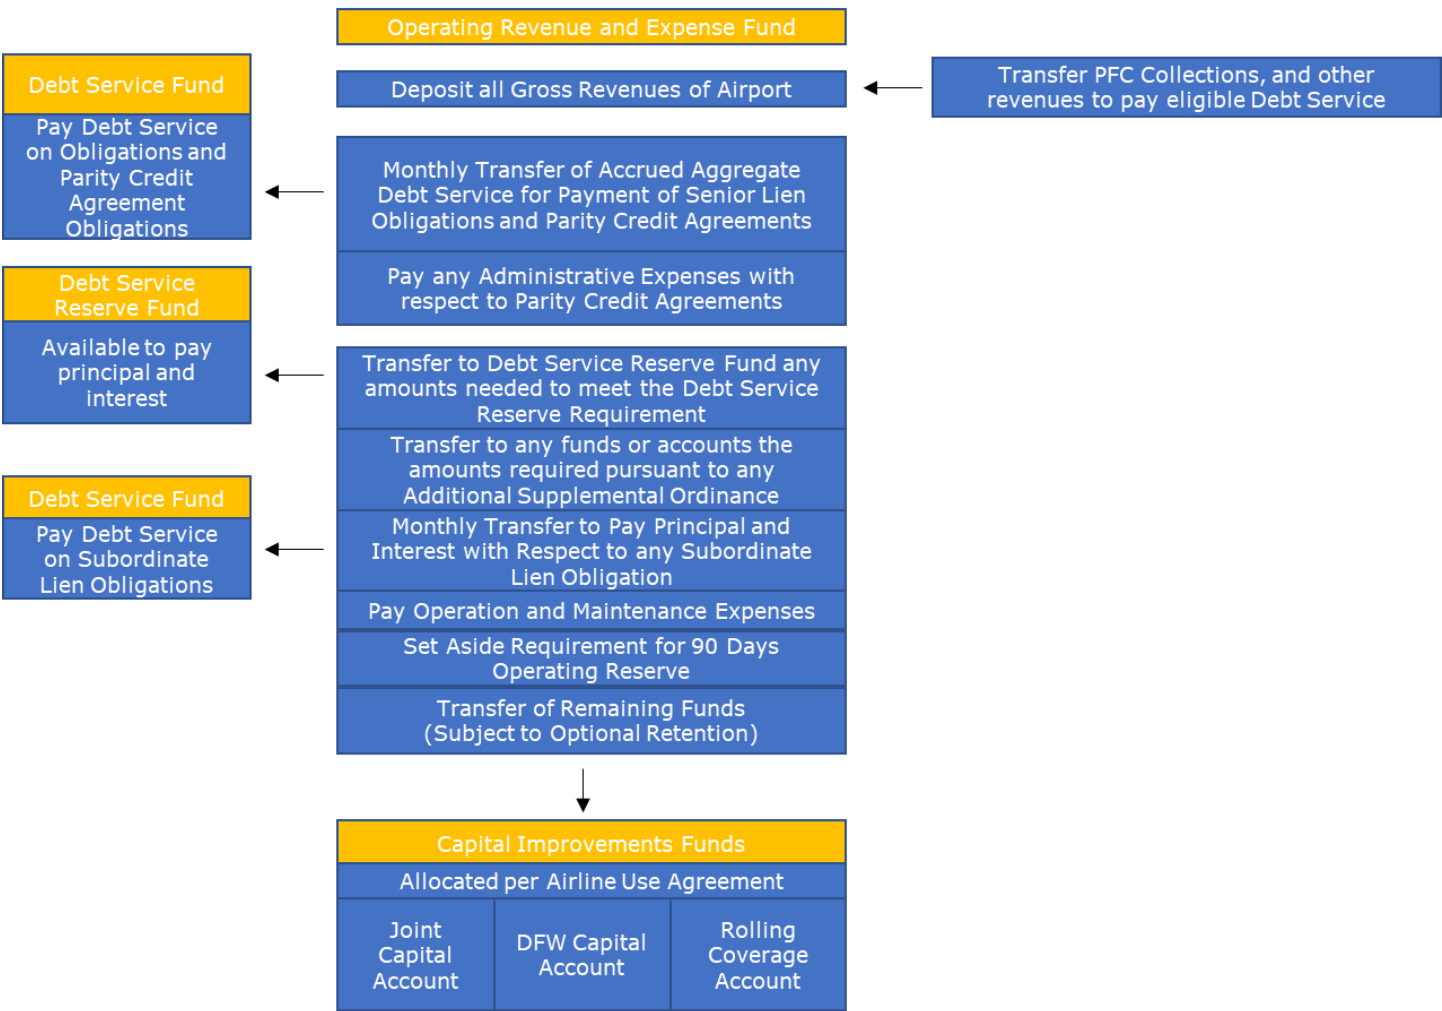 Operating Revenue and Expense Fund
Debt Service Fund
Deposit all Gross Revenues of Airport
Transfer PFC Collections, and other
revenues to pay eligible Debt Service
Pay Debt Service
on Obligations and
Parity Credit
Agreement
Obligations
Monthly Transfer of Accrued Aggregate
Debt Service for Payment of Senior Lien
Obligations and Parity Credit Agreements
Pay any Administrative Expenses with
respect to Parity Credit Agreements
Debt Service
Reserve Fund
Available to pay
principal and
interest
Transfer to Debt Service Reserve Fund any
amounts needed to meet the Debt Service
Reserve Requirement
Transfer to any funds or accounts the
amounts required pursuant to any
Additional Supplemental Ordinance
Debt Service Fund
Pay Debt Service
on Subordinate
Lien Obligations
Monthly Transfer to Pay Principal and
Interest with Respect to any Subordinate
Lien Obligation
Pay Operation and Maintenance Expenses
Set Aside Requirement for 90 Days
Operating Reserve
Transfer of Remaining Funds
(Subject to Optional Retention)
Capital Improvements Funds
Allocated per Airline Use Agreement
Joint
Capital
Account
DFW Capital
Account
Rolling
Coverage
Account